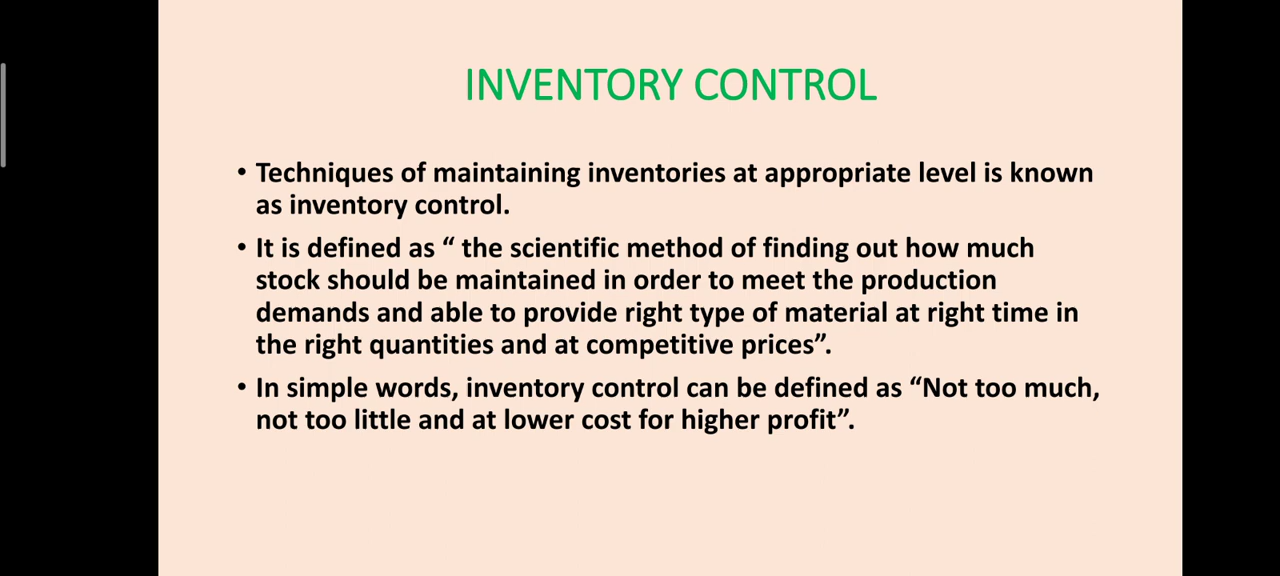 INVENTORY CONTROL
• Techniques of maintaining inventories at appropriate level is known
as inventory control.
• It is defined as “ the scientific method of finding out how much
stock should be maintained in order to meet the production
demands and able to provide right type of material at right time in
the right quantities and at competitive prices”.
• In simple words, inventory control can be defined as “Not too much,
not too little and at lower cost for higher profit”.